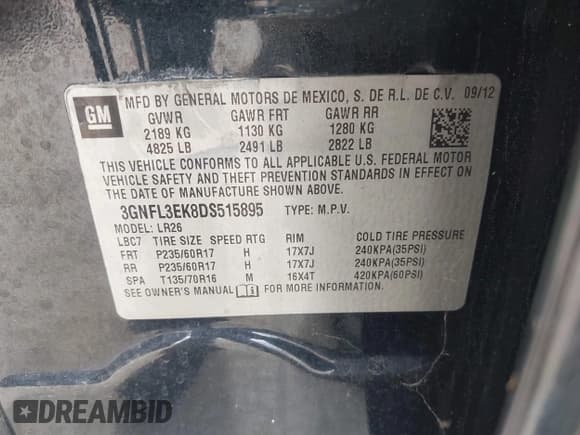 GM
MFD BY GENERAL MOTORS DE MEXICO, S. DE R.L. DE C.V. 09/12
GVWR GAWR FRT GAWR RR
2189 KG 1130 KG 1280 KG
4825 LB 2491 LB 2822 LB
THIS VEHICLE CONFORMS TO ALL APPLICABLE U.S. FEDERAL MOTOR
VEHICLE SAFETY AND THEFT PREVENTION STANDARDS IN EFFECT ON
THE DATE OF MANUFACTURE SHOWN ABOVE.
3GNFL3EK8DS515895 TYPE: M.P.V.
MODEL: LR26
LBC7 TIRE SIZE SPEED RTG RIM COLD TIRE PRESSURE
FRT P235/60R17 H 17X7J 240KPA(35PSI)
RR P235/60R17 H 17X7J 240KPA(35PSI)
SPA T135/70R16 M 16X4T 420KPA(60PSI)
SEE OWNER'S MANUAL FOR MORE INFORMATION.
DREAMBID